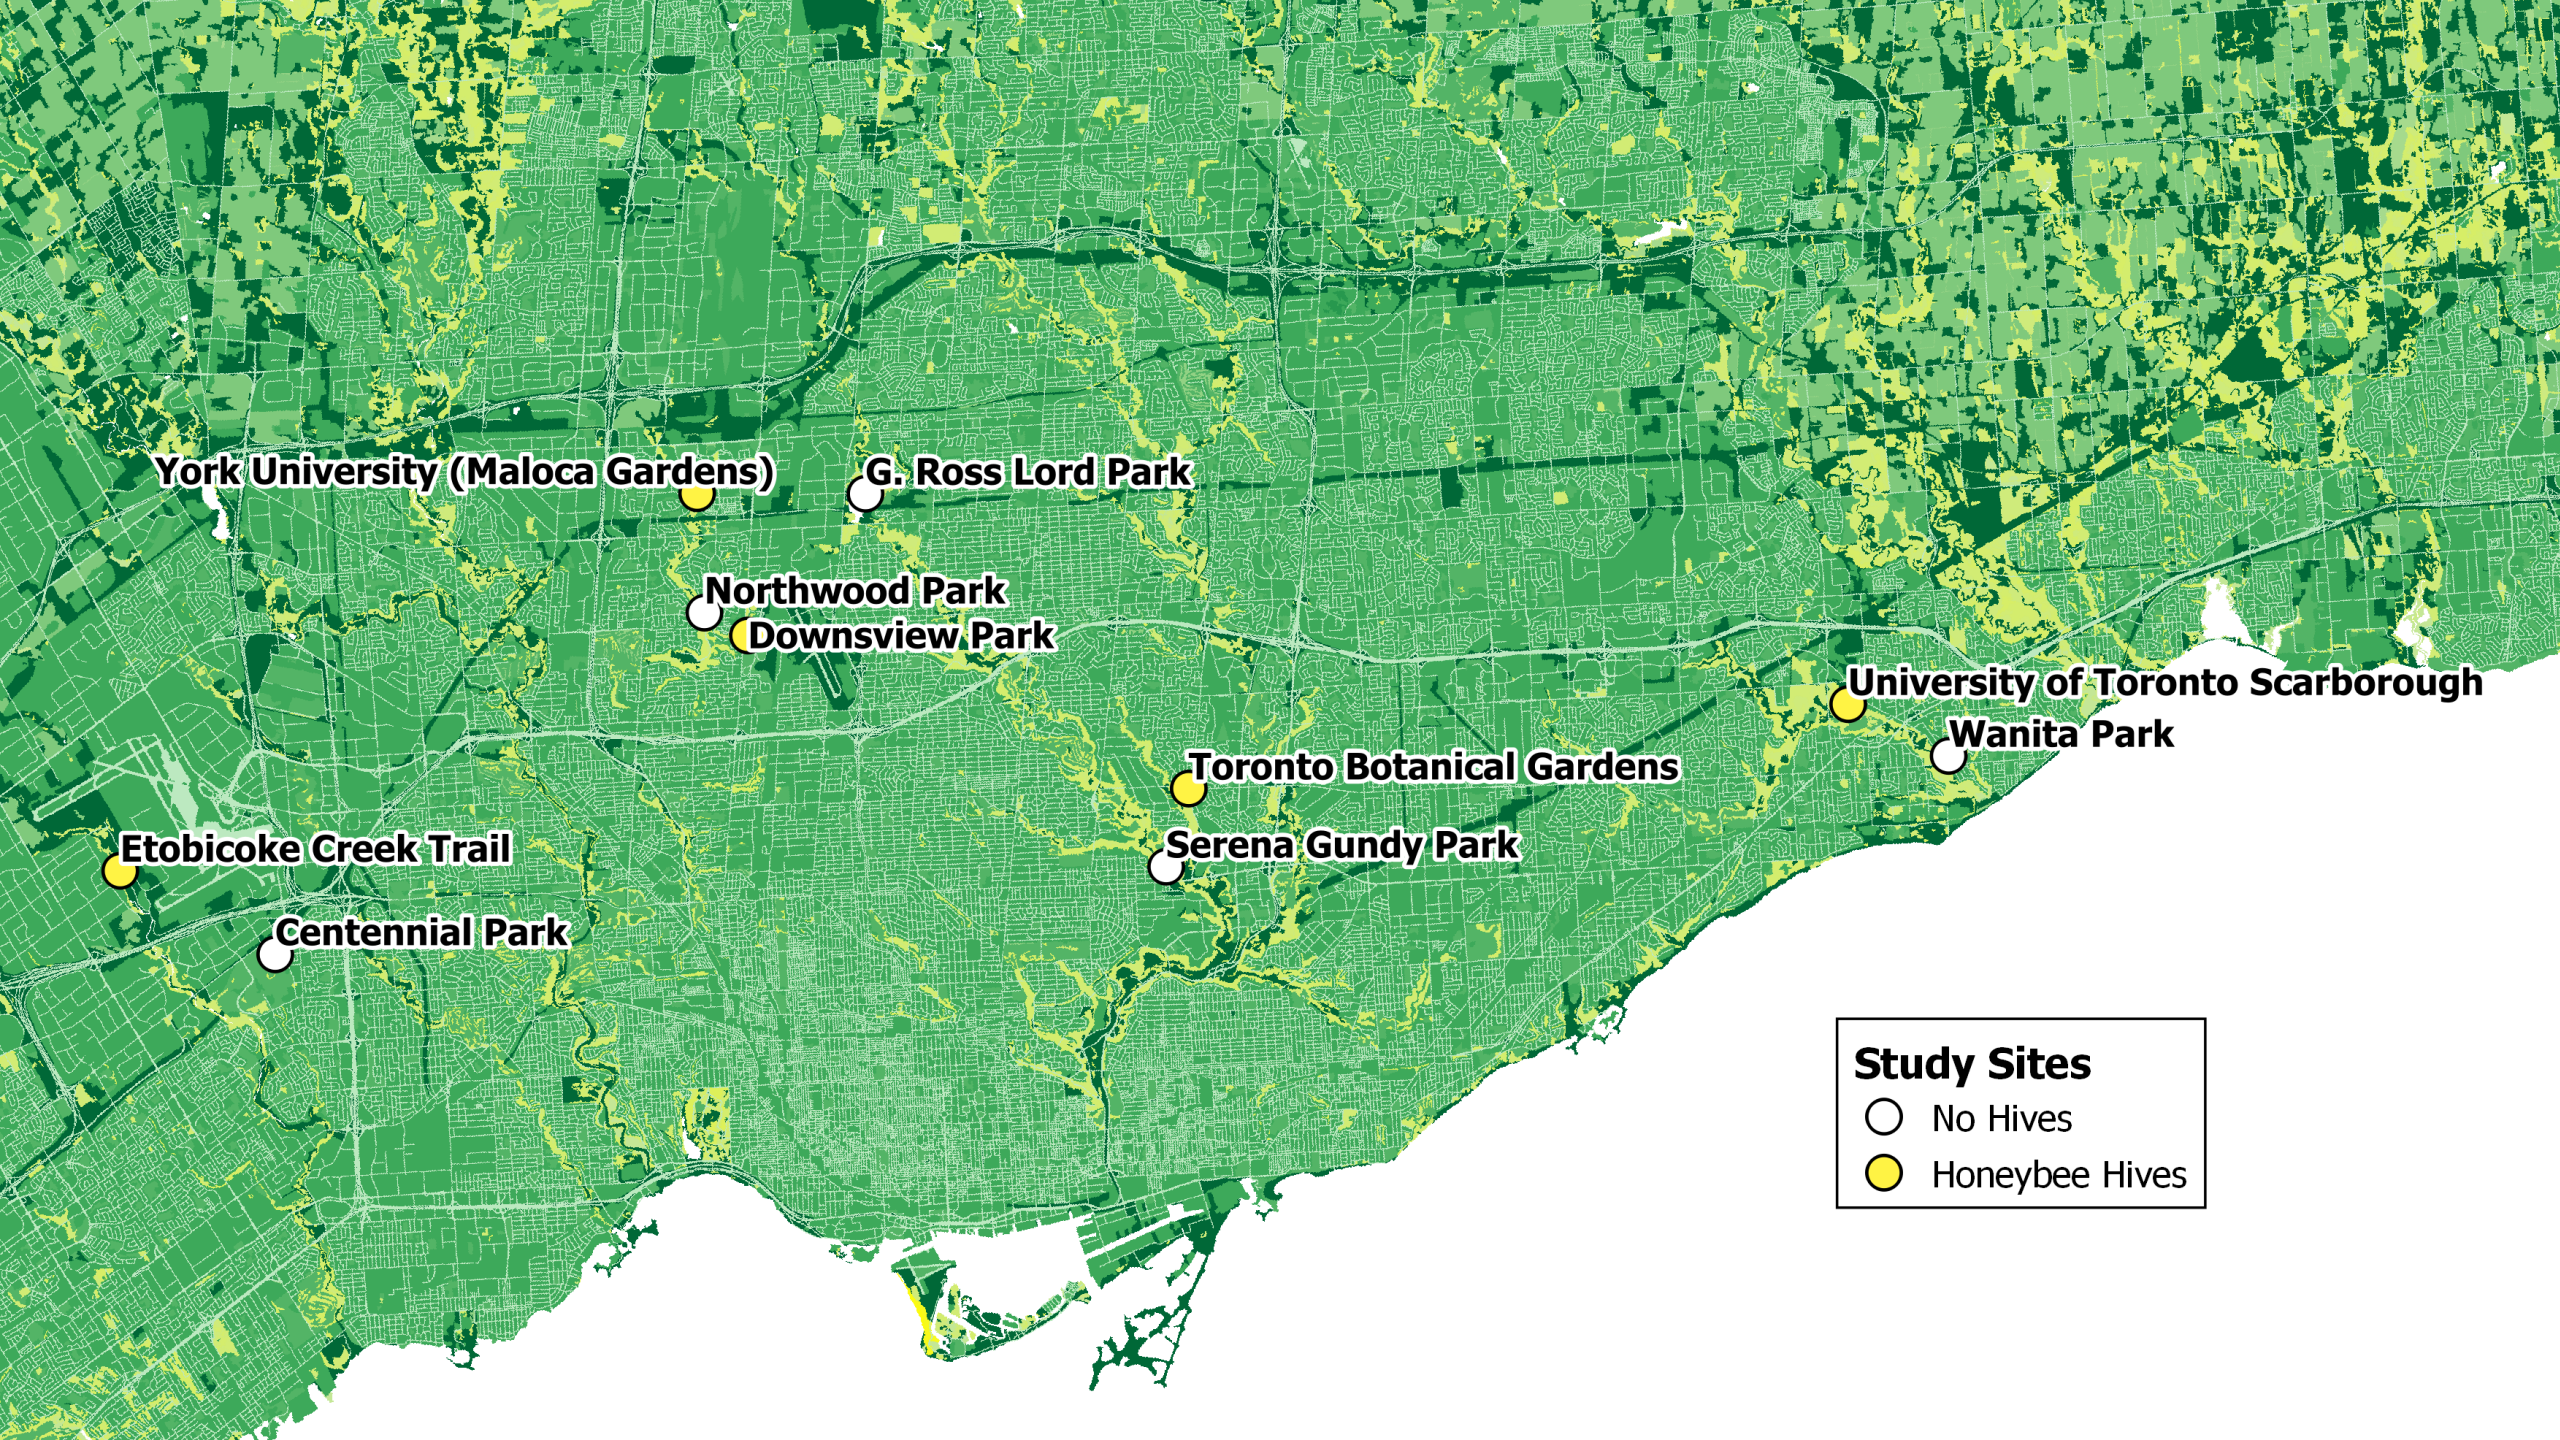 York University (Maloca Gardens)
G. Ross Lord Park
Northwood Park
Downsview Park
University of Toronto Scarborough
Wanita Park
Toronto Botanical Gardens
Serena Gundy Park
Etobicoke Creek Trail
Centennial Park
Study Sites
No Hives
Honeybee Hives